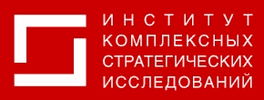 ИНСТИТУТ
КОМПЛЕКСНЫХ
СТРАТЕГИЧЕСКИХ
ИССЛЕДОВАНИЙ